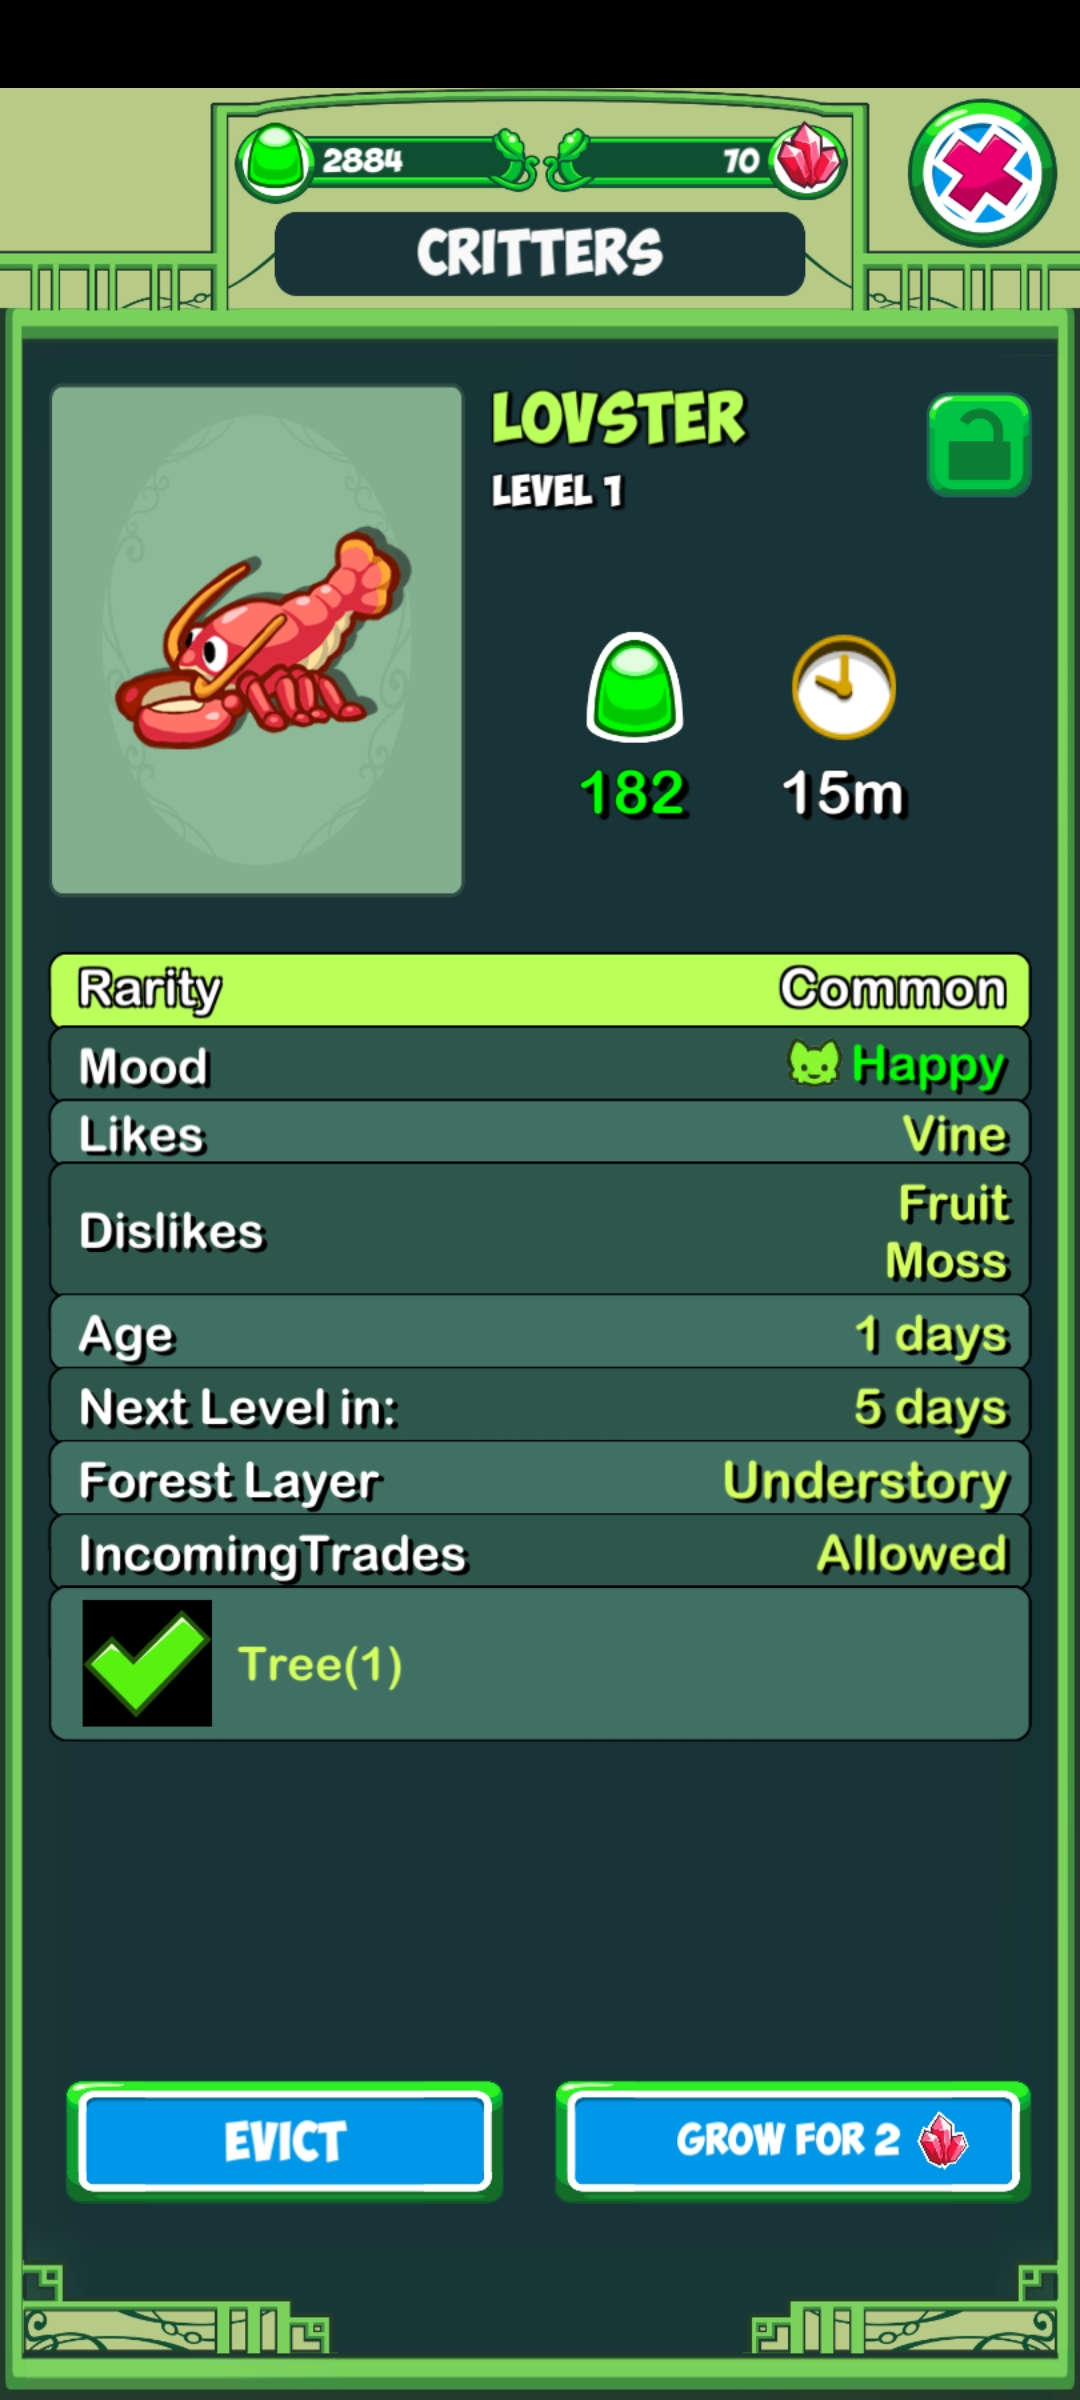 2884
70
CRITTERS
LOVSTER
LEVEL 1
182
15m
Rarity Common
Mood Happy
Likes Vine
Dislikes Fruit
Moss
Age 1 days
Next Level in: 5 days
Forest Layer Understory
IncomingTrades Allowed
Tree(1)
EVICT
GROW FOR 2